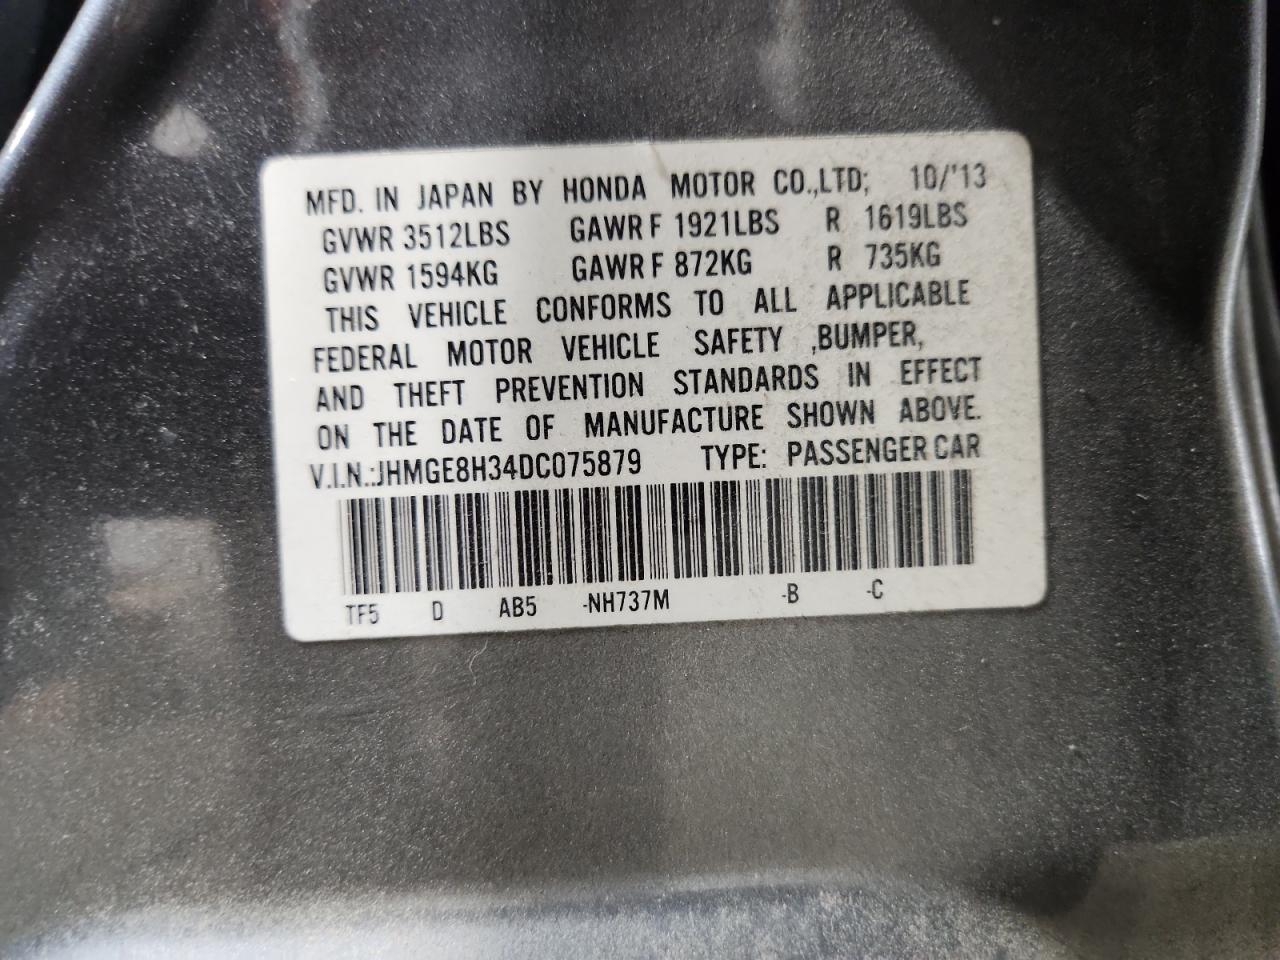 MFD. IN JAPAN BY HONDA MOTOR CO.,LTD; 10/'13
GVWR 3512LBS GAWR F 1921LBS R 1619LBS
GVWR 1594KG GAWR F 872KG R 735KG
THIS VEHICLE CONFORMS TO ALL APPLICABLE
FEDERAL MOTOR VEHICLE SAFETY ,BUMPER,
AND THEFT PREVENTION STANDARDS IN EFFECT
ON THE DATE OF MANUFACTURE SHOWN ABOVE.
V.I.N.:JHMGE8H34DC075879 TYPE: PASSENGER CAR
TF5 D AB5 -NH737M -B -C